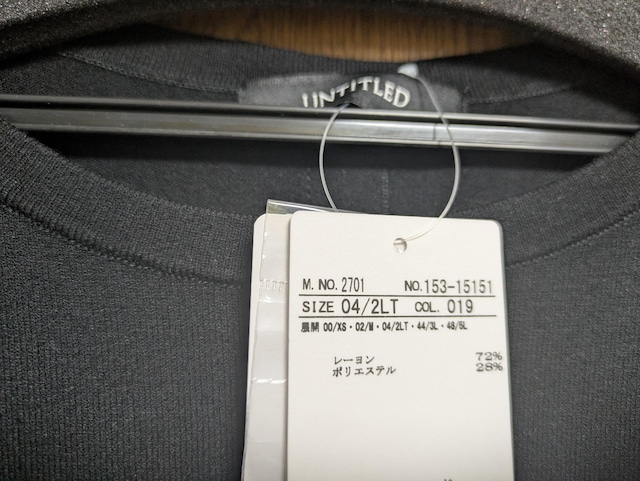 UNTITLED
M. NO. 2701 NO. 153-15151
SIZE 04/2LT COL. 019
展開 00/XS・02/M・04/2LT・44/3L・48/5L
レーヨン 72%
ポリエステル 28%